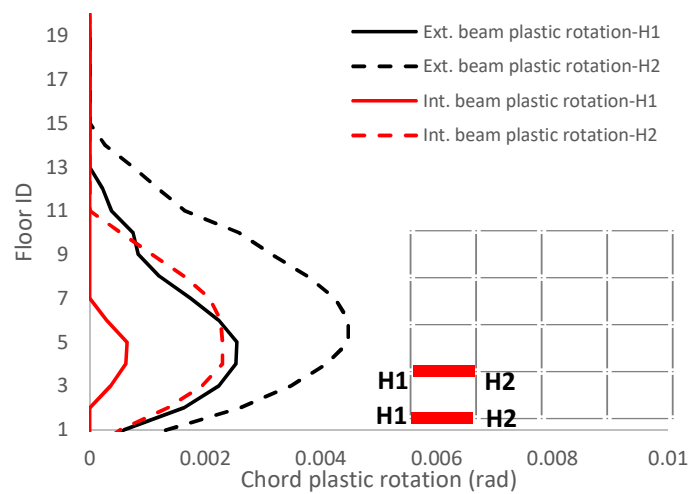 19
17
15
13
11
9
7
5
3
1
Floor ID
Ext. beam plastic rotation-H1
Ext. beam plastic rotation-H2
Int. beam plastic rotation-H1
Int. beam plastic rotation-H2
H1 H2
H1 H2
0 0.002 0.004 0.006 0.008 0.01
Chord plastic rotation (rad)